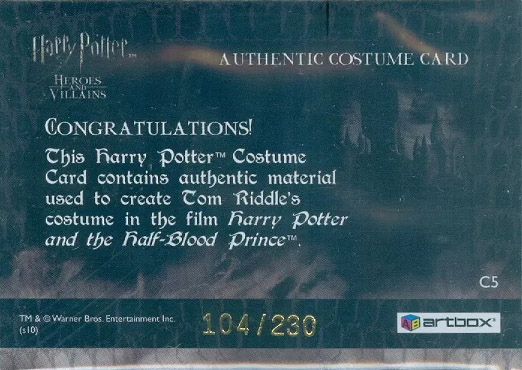 Harry Potter™
HEROES
AND
VILLAINS
AUTHENTIC COSTUME CARD
CONGRATULATIONS!
This Harry Potter™ Costume
Card contains authentic material
used to create Tom Riddle's
costume in the film Harry Potter
and the Half-Blood Prince™.
C5
TM & © Warner Bros. Entertainment Inc.
(s10)
104/230
artbox